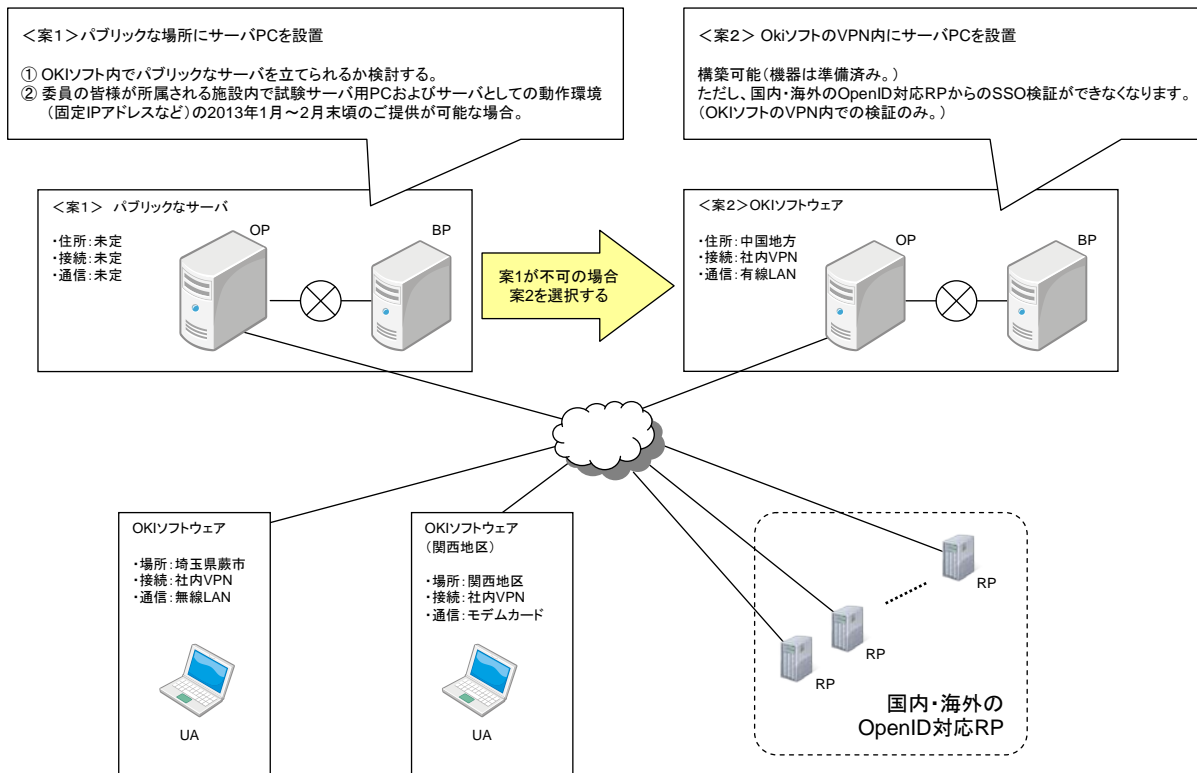 <案1>パブリックな場所にサーバPCを設置
① OKIソフト内でパブリックなサーバを立てられるか検討する。
② 委員の皆様が所属される施設内で試験サーバ用PCおよびサーバとしての動作環境
(固定IPアドレスなど)の2013年1月~2月末頃のご提供が可能な場合。
<案2> OkiソフトのVPN内にサーバPCを設置
構築可能(機器は準備済み。)
ただし、国内・海外のOpenID対応RPからのSSO検証ができなくなります。
(OKIソフトのVPN内での検証のみ。)
<案1> パブリックなサーバ
・住所:未定
・接続:未定
・通信:未定
OP
BP
案1が不可の場合
案2を選択する
<案2>OKIソフトウェア
・住所:中国地方
・接続:社内VPN
・通信:有線LAN
OP
BP
OKIソフトウェア
・場所:埼玉県蕨市
・接続:社内VPN
・通信:無線LAN
UA
OKIソフトウェア
(関西地区)
・場所:関西地区
・接続:社内VPN
・通信:モデムカード
UA
RP
RP
RP
国内・海外の
OpenID対応RP